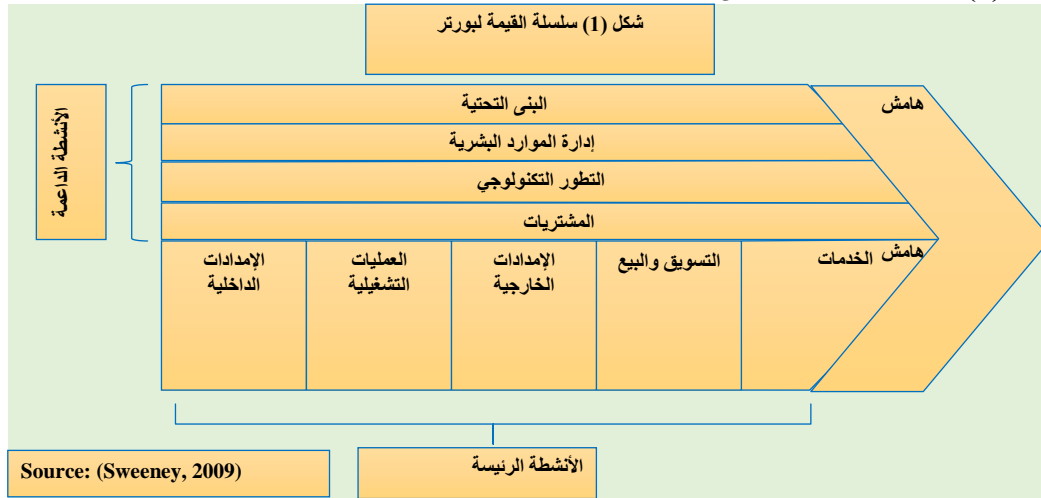 شكل (1) سلسلة القيمة لبورتر
الأنشطة الداعمة
البنى التحتية
إدارة الموارد البشرية
التطور التكنولوجي
المشتريات
هامش
الإمدادات
الداخلية
العمليات
التشغيلية
الإمدادات
الخارجية
التسويق والبيع
الخدمات
هامش
الأنشطة الرئيسة
Source: (Sweeney, 2009)